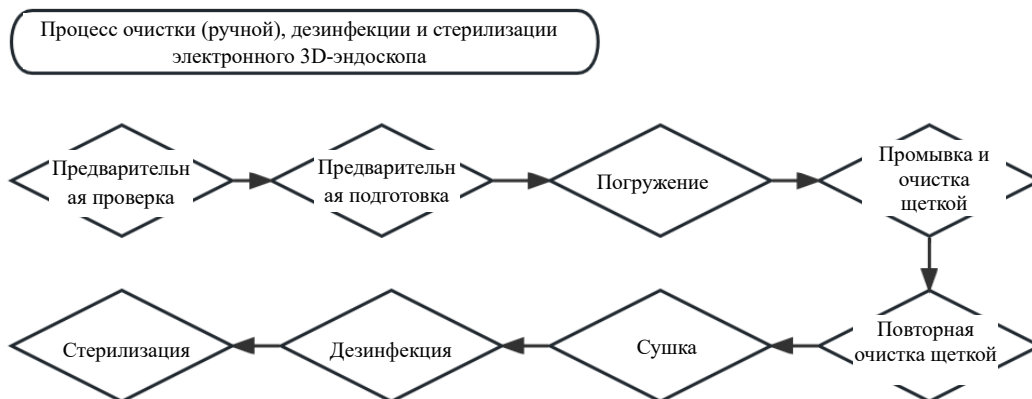 Процесс очистки (ручной), дезинфекции и стерилизации
электронного 3D-эндоскопа
Предварительн
ая проверка
Предварительн
ая подготовка
Погружение
Промывка и
очистка
щеткой
Повторная
очистка щеткой
Сушка
Дезинфекция
Стерилизация